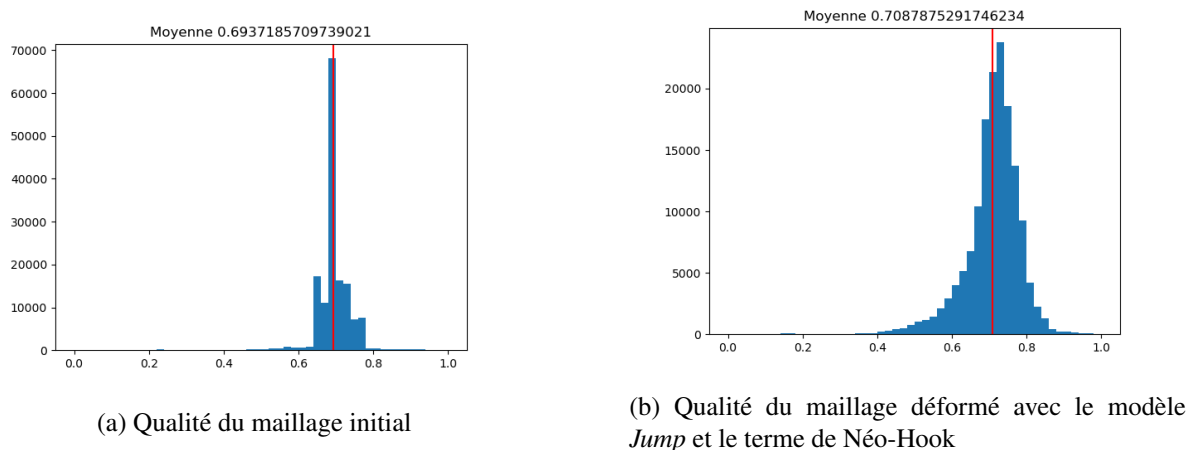 Moyenne 0.6937185709739021
70000
60000
50000
40000
30000
20000
10000
0
0.0 0.2 0.4 0.6 0.8 1.0
(a) Qualité du maillage initial
Moyenne 0.7087875291746234
20000
15000
10000
5000
0
0.0 0.2 0.4 0.6 0.8 1.0
(b) Qualité du maillage déformé avec le modèle
Jump et le terme de Néo-Hook